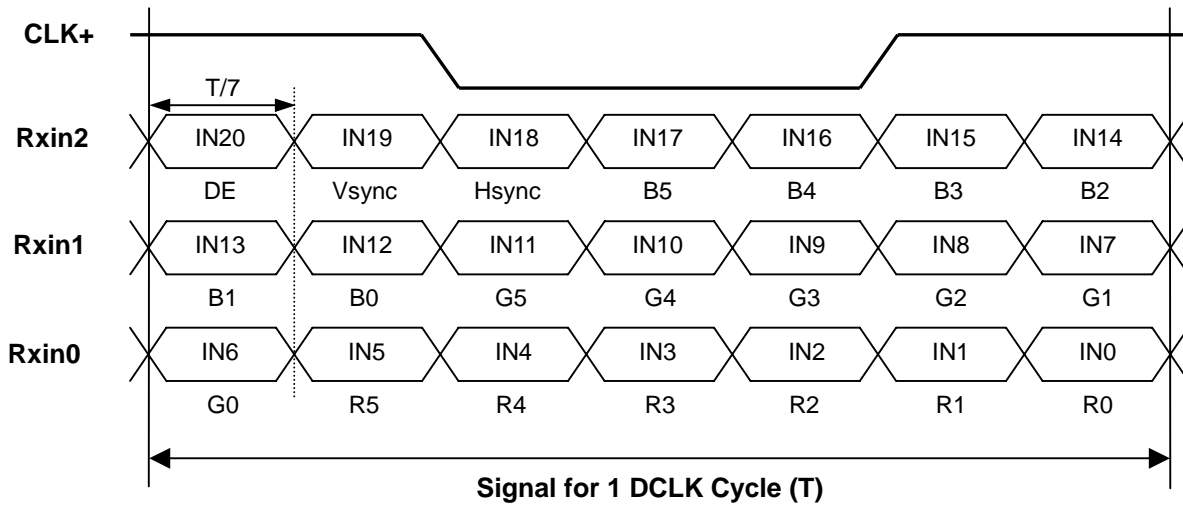 CLK+
T/7
Rxin2 IN20 IN19 IN18 IN17 IN16 IN15 IN14
DE Vsync Hsync B5 B4 B3 B2
Rxin1 IN13 IN12 IN11 IN10 IN9 IN8 IN7
B1 B0 G5 G4 G3 G2 G1
Rxin0 IN6 IN5 IN4 IN3 IN2 IN1 IN0
G0 R5 R4 R3 R2 R1 R0
Signal for 1 DCLK Cycle (T)